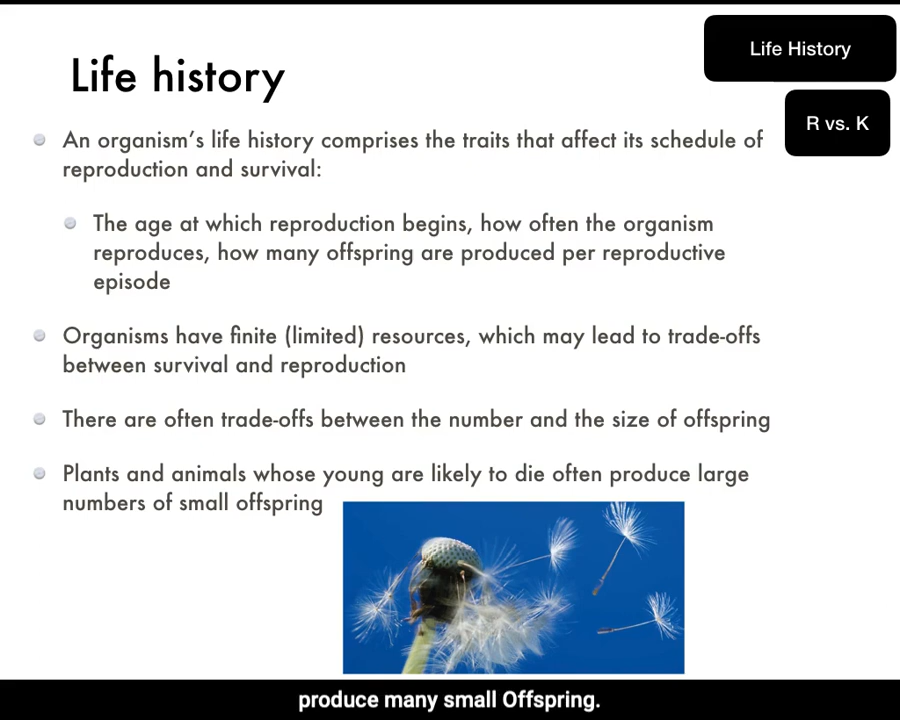 Life History
Life history
R vs. K
An organism's life history comprises the traits that affect its schedule of
reproduction and survival:
The age at which reproduction begins, how often the organism
reproduces, how many offspring are produced per reproductive
episode
Organisms have finite (limited) resources, which may lead to trade-offs
between survival and reproduction
There are often trade-offs between the number and the size of offspring
Plants and animals whose young are likely to die often produce large
numbers of small offspring
produce many small Offspring.